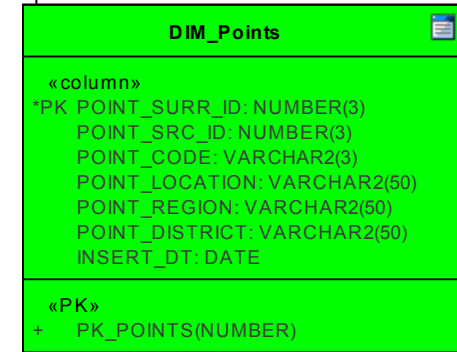 DIM_Points
«column»
*PK POINT_SURR_ID: NUMBER(3)
POINT_SRC_ID: NUMBER(3)
POINT_CODE: VARCHAR2(3)
POINT_LOCATION: VARCHAR2(50)
POINT_REGION: VARCHAR2(50)
POINT_DISTRICT: VARCHAR2(50)
INSERT_DT: DATE
«PK»
+ PK_POINTS(NUMBER)